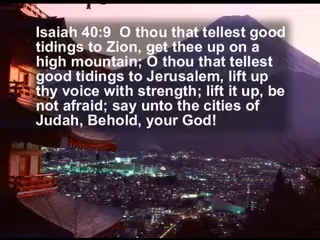 Isaiah 40:9  O thou that tellest good
tidings to Zion, get thee up on a
high mountain; O thou that tellest
good tidings to Jerusalem, lift up
thy voice with strength; lift it up, be
not afraid; say unto the cities of
Judah, Behold, your God!